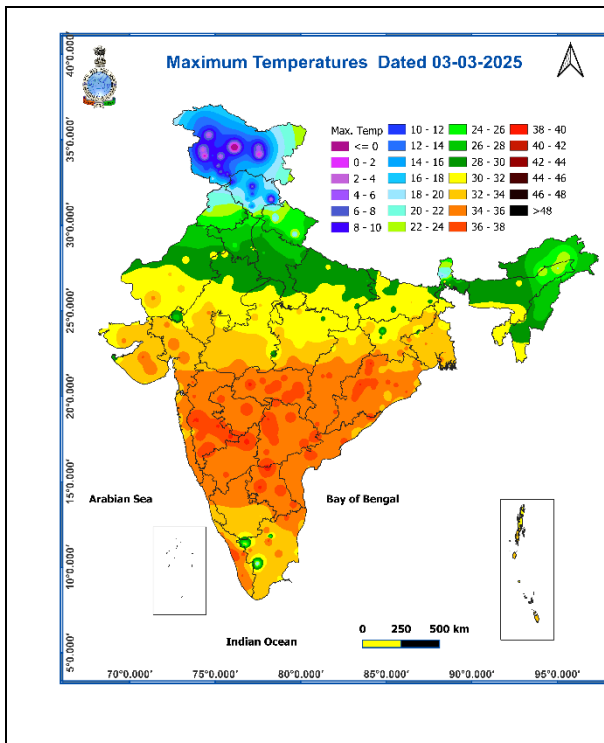 Maximum Temperatures Dated 03-03-2025
40°0.000'
35°0.000'
30°0.000'
25°0.000'
20°0.000'
15°0.000'
10°0.000'
5°0.000'
Max. Temp
<= 0
0 - 2
2 - 4
4 - 6
6 - 8
8 - 10
10 - 12
12 - 14
14 - 16
16 - 18
18 - 20
20 - 22
22 - 24
24 - 26
26 - 28
28 - 30
30 - 32
32 - 34
34 - 36
36 - 38
38 - 40
40 - 42
42 - 44
44 - 46
46 - 48
>48
Arabian Sea
Bay of Bengal
Indian Ocean
0 250 500 km
70°0.000' 75°0.000' 80°0.000' 85°0.000' 90°0.000' 95°0.000'